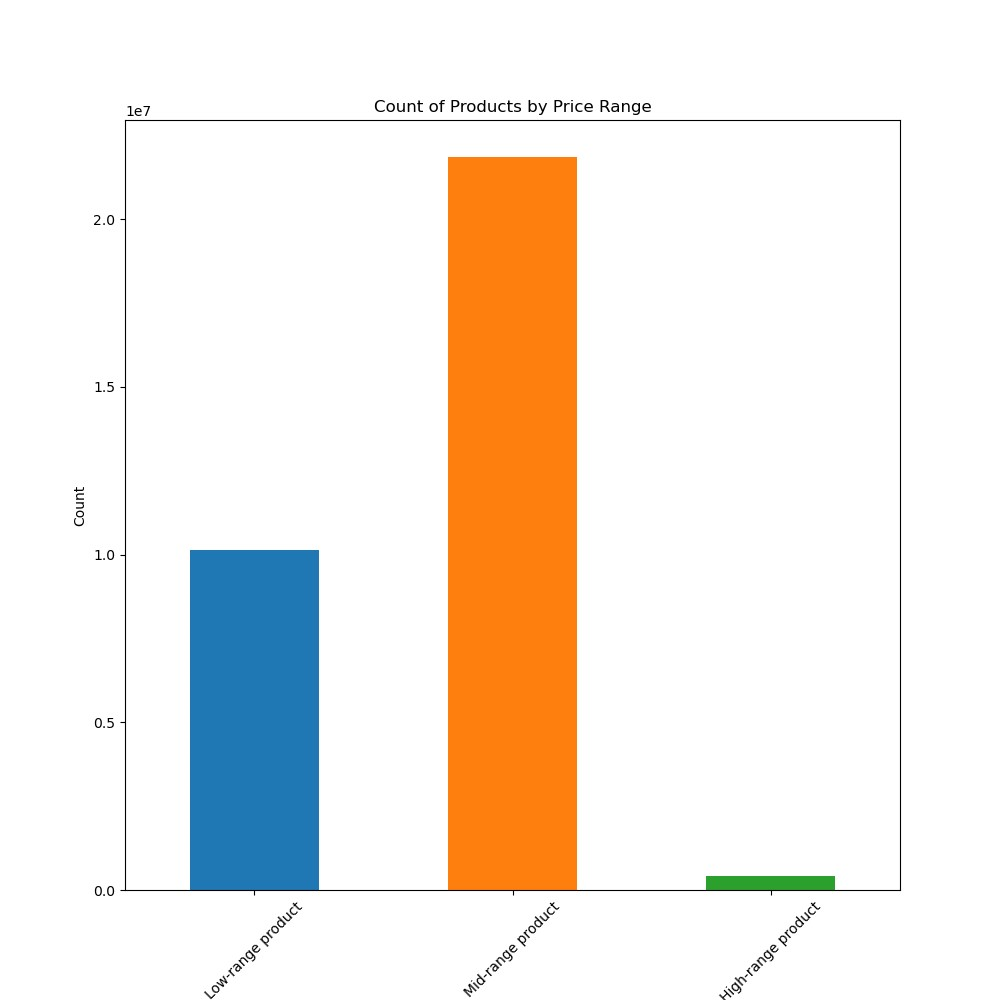 Count of Products by Price Range
1e7
2.0
1.5
1.0
0.5
0.0
Count
Low-range product
Mid-range product
High-range product